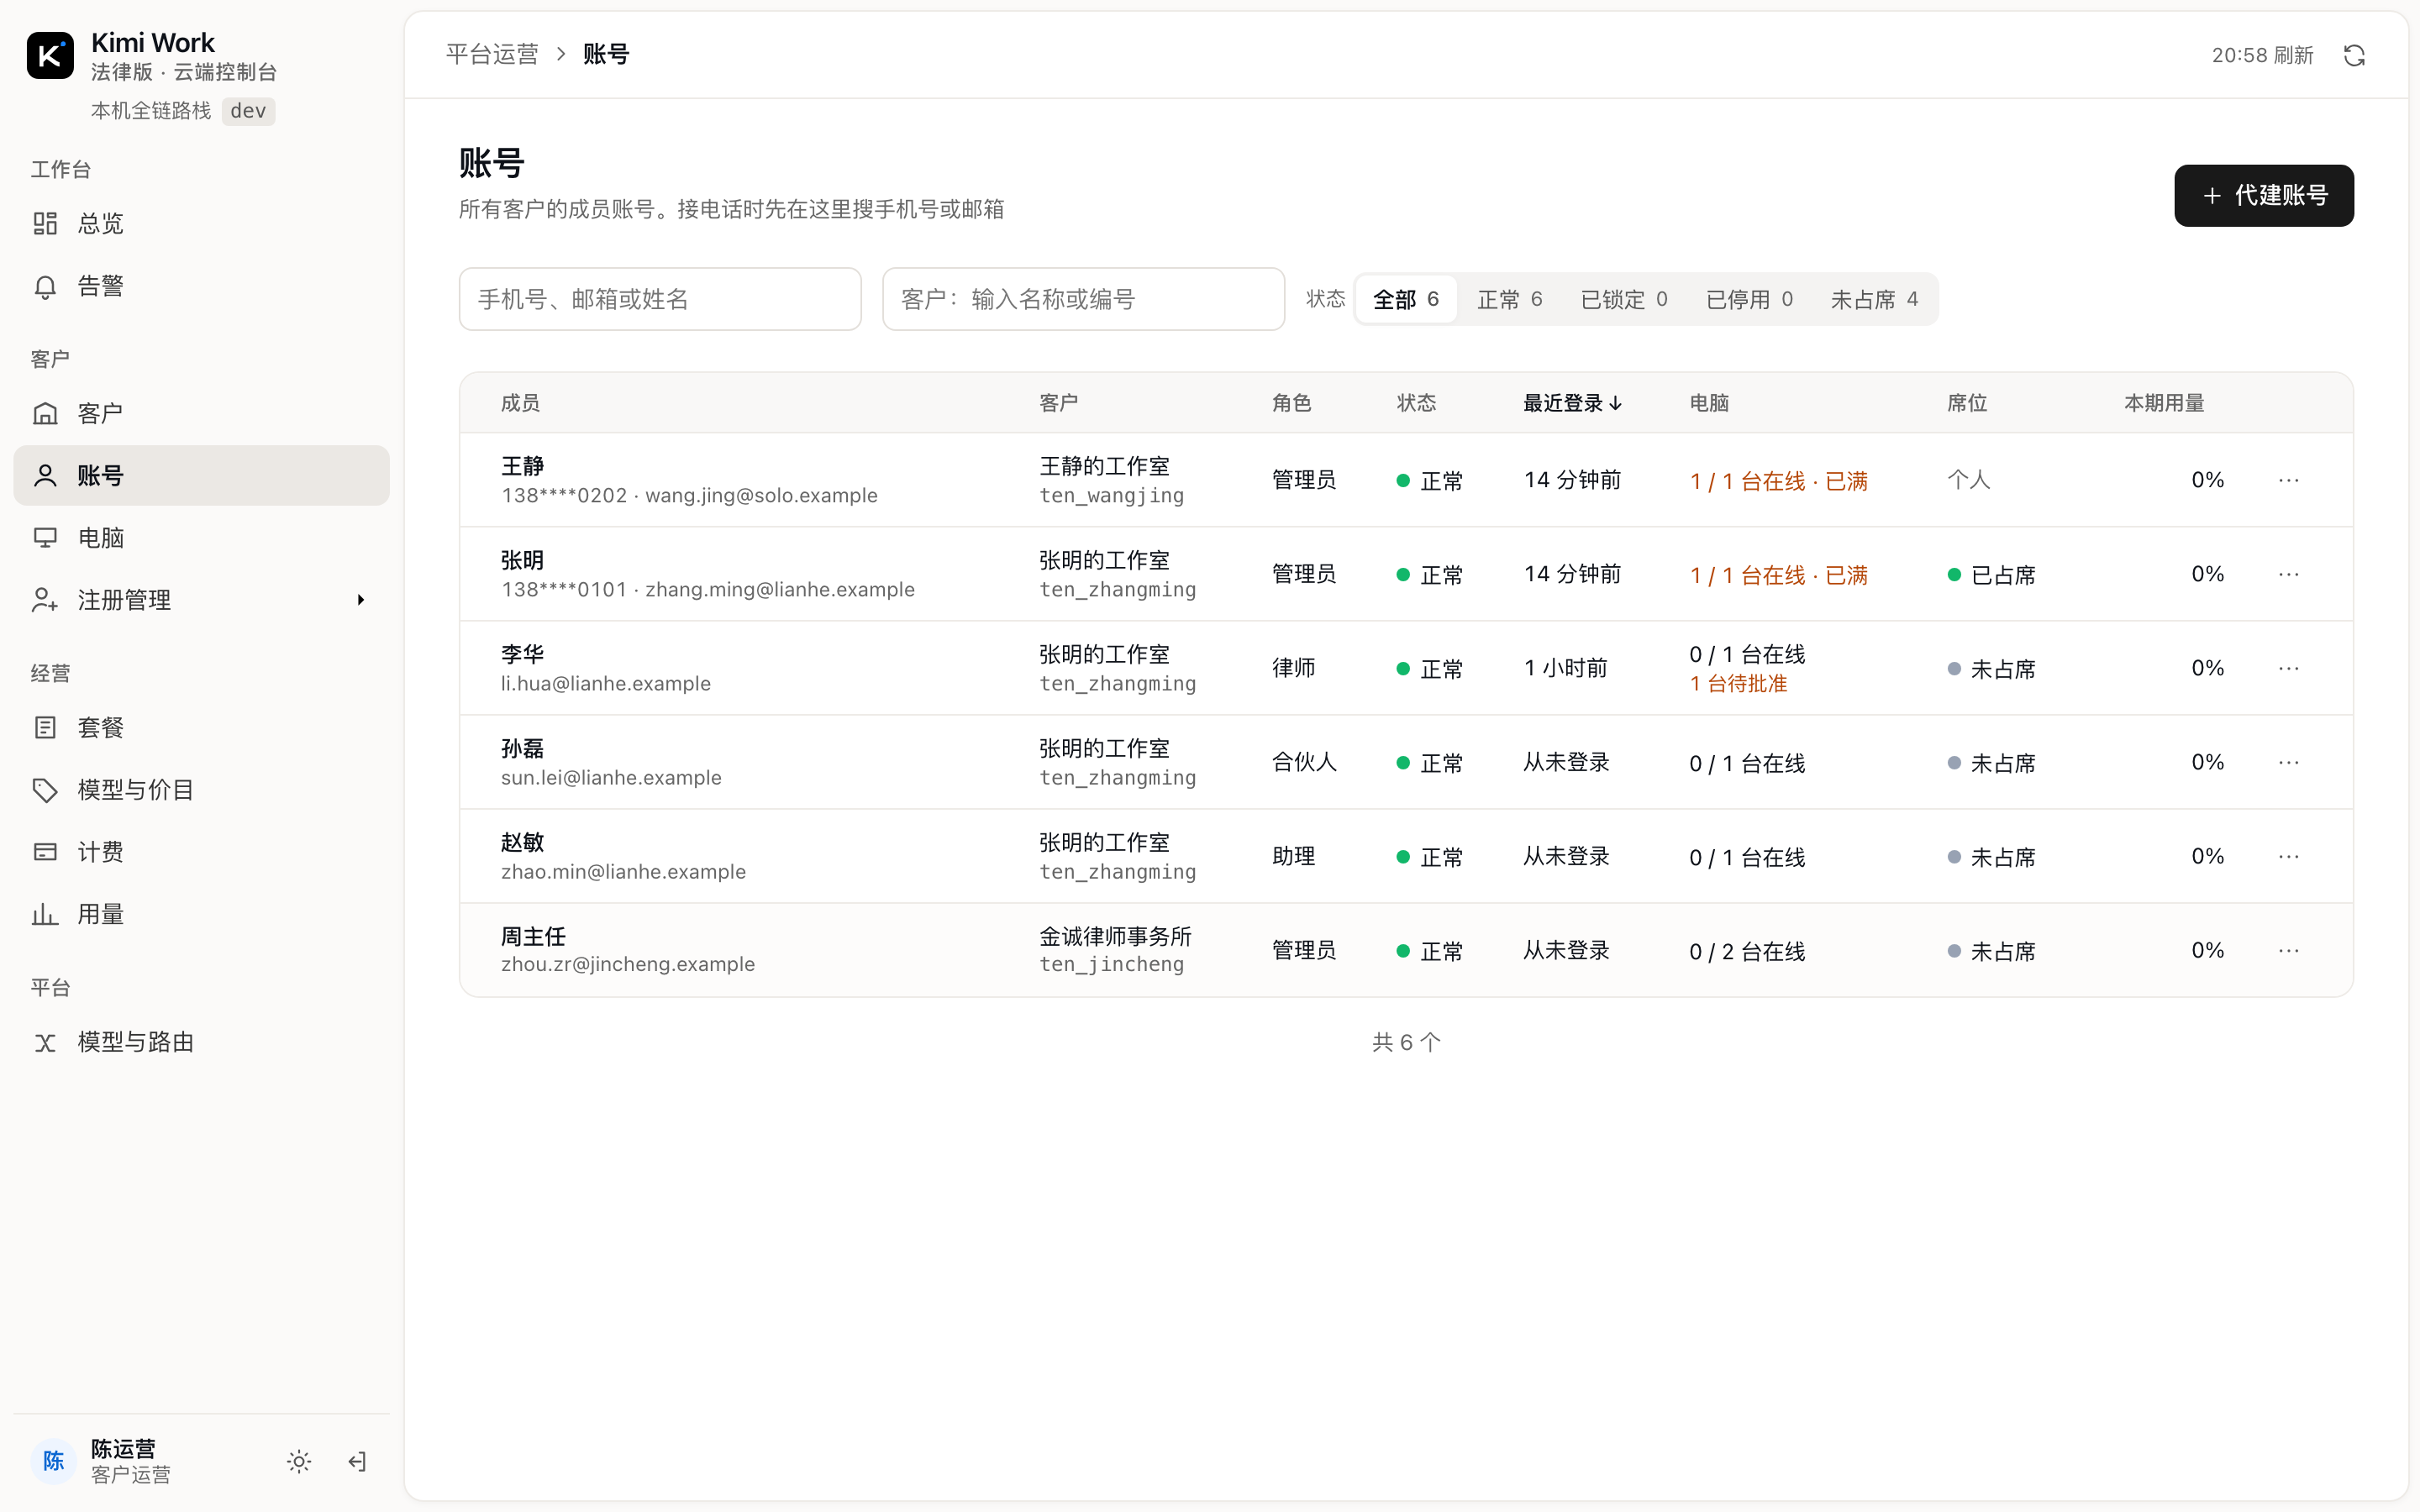 Kimi Work
法律版 · 云端控制台
本机全链路栈 dev
工作台
总览
告警
客户
客户
账号
电脑
注册管理
经营
套餐
模型与价目
计费
用量
平台
模型与路由
陈 陈运营
客户运营
平台运营 > 账号
20:58 刷新
账号
所有客户的成员账号。接电话时先在这里搜手机号或邮箱
+ 代建账号
手机号、邮箱或姓名
客户：输入名称或编号
状态 全部 6 正常 6 已锁定 0 已停用 0 未占席 4
成员 客户 角色 状态 最近登录↓ 电脑 席位 本期用量
王静 王静的工作室 管理员 正常 14 分钟前 1 / 1 台在线 · 已满 个人 0% ···
138****0202 · wang.jing@solo.example ten_wangjing
张明 张明的工作室 管理员 正常 14 分钟前 1 / 1 台在线 · 已满 已占席 0% ···
138****0101 · zhang.ming@lianhe.example ten_zhangming
李华 张明的工作室 律师 正常 1 小时前 0 / 1 台在线 未占席 0% ···
li.hua@lianhe.example ten_zhangming 1 台待批准
孙磊 张明的工作室 合伙人 正常 从未登录 0 / 1 台在线 未占席 0% ···
sun.lei@lianhe.example ten_zhangming
赵敏 张明的工作室 助理 正常 从未登录 0 / 1 台在线 未占席 0% ···
zhao.min@lianhe.example ten_zhangming
周主任 金诚律师事务所 管理员 正常 从未登录 0 / 2 台在线 未占席 0% ···
zhou.zr@jincheng.example ten_jincheng
共 6 个